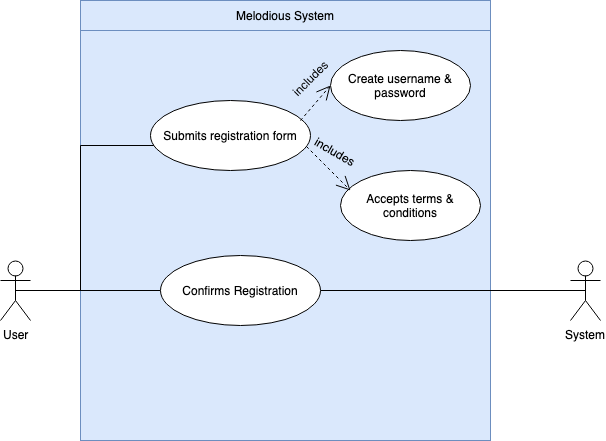 Melodious System
Create username &
password
includes
Submits registration form
includes
Accepts terms &
conditions
Confirms Registration
User
System